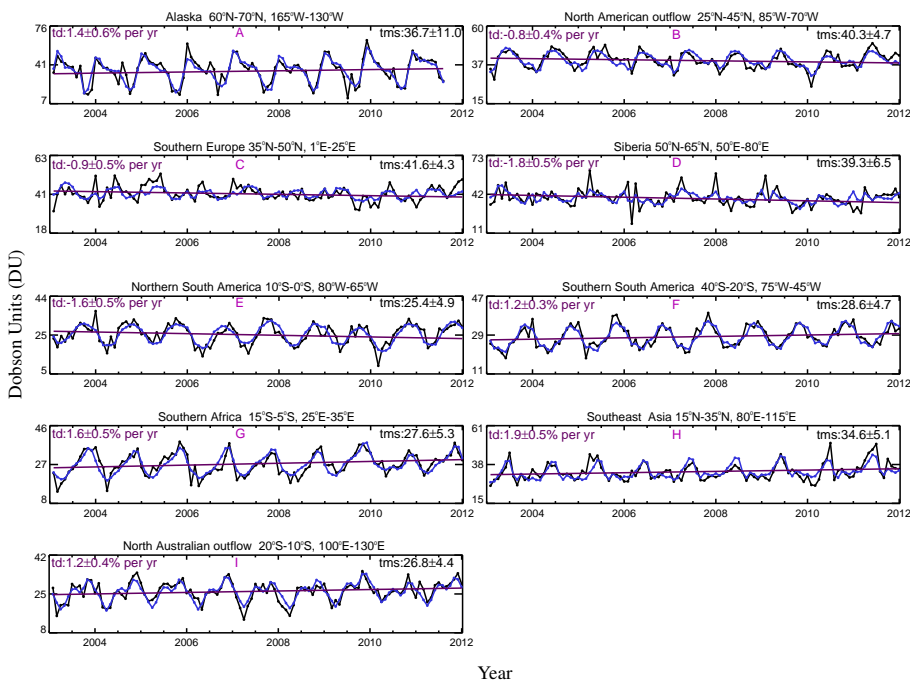 Alaska 60°N-70°N, 165°W-130°W
td:1.4±0.6% per yr A tms:36.7±11.0
76
41
7
2004 2006 2008 2010 2012
North American outflow 25°N-45°N, 85°W-70°W
td:-0.8±0.4% per yr B tms:40.3±4.7
60
37
15
2004 2006 2008 2010 2012
Southern Europe 35°N-50°N, 1°E-25°E
td:-0.9±0.5% per yr C tms:41.6±4.3
63
41
18
2004 2006 2008 2010 2012
Siberia 50°N-65°N, 50°E-80°E
td:-1.8±0.5% per yr D tms:39.3±6.5
73
42
11
2004 2006 2008 2010 2012
Northern South America 10°S-0°S, 80°W-65°W
td:-1.6±0.5% per yr E tms:25.4±4.9
44
25
5
2004 2006 2008 2010 2012
Southern South America 40°S-20°S, 75°W-45°W
td:1.2±0.3% per yr F tms:28.6±4.7
47
29
11
2004 2006 2008 2010 2012
Southern Africa 15°S-5°S, 25°E-35°E
td:1.6±0.5% per yr G tms:27.6±5.3
46
27
8
2004 2006 2008 2010 2012
Southeast Asia 15°N-35°N, 80°E-115°E
td:1.9±0.5% per yr H tms:34.6±5.1
61
38
15
2004 2006 2008 2010 2012
North Australian outflow 20°S-10°S, 100°E-130°E
td:1.2±0.4% per yr I tms:26.8±4.4
42
25
8
2004 2006 2008 2010 2012
Dobson Units (DU)
Year